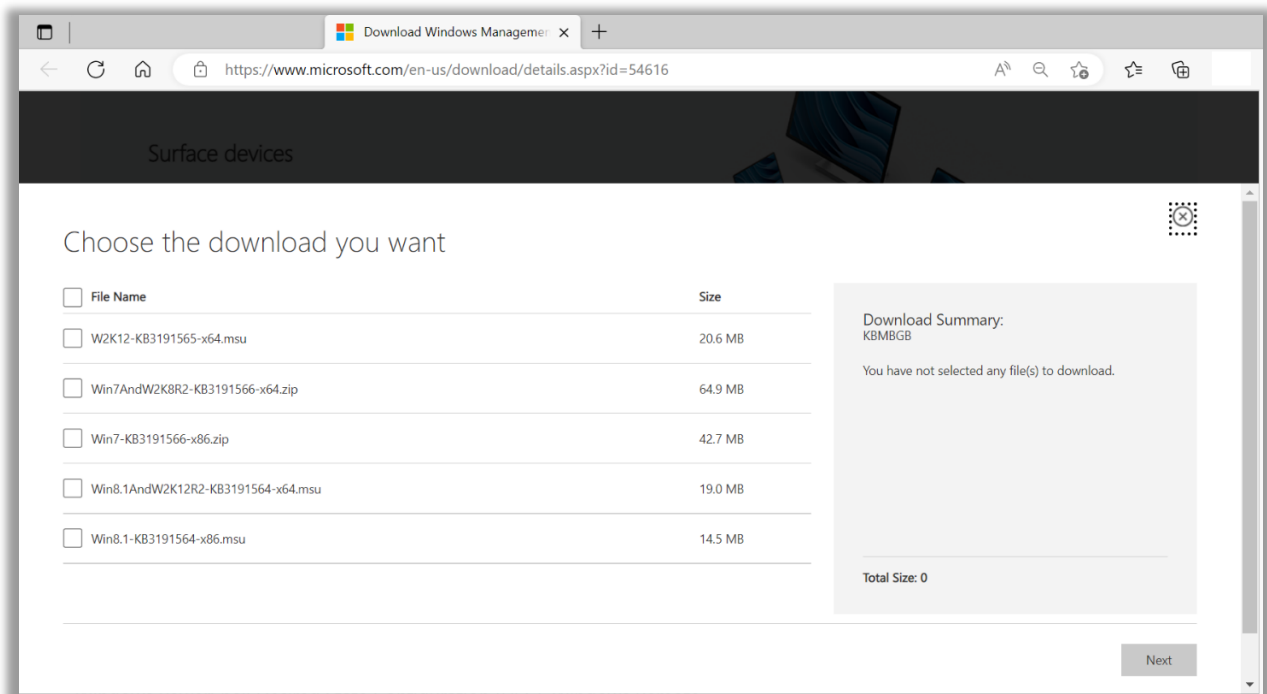 Download Windows Managemen
https://www.microsoft.com/en-us/download/details.aspx?id=54616
Surface devices
Choose the download you want
File Name Size
W2K12-KB3191565-x64.msu 20.6 MB
Win7AndW2K8R2-KB3191566-x64.zip 64.9 MB
Win7-KB3191566-x86.zip 42.7 MB
Win8.1AndW2K12R2-KB3191564-x64.msu 19.0 MB
Win8.1-KB3191564-x86.msu 14.5 MB
Download Summary:
KBMBGB
You have not selected any file(s) to download.
Total Size: 0
Next